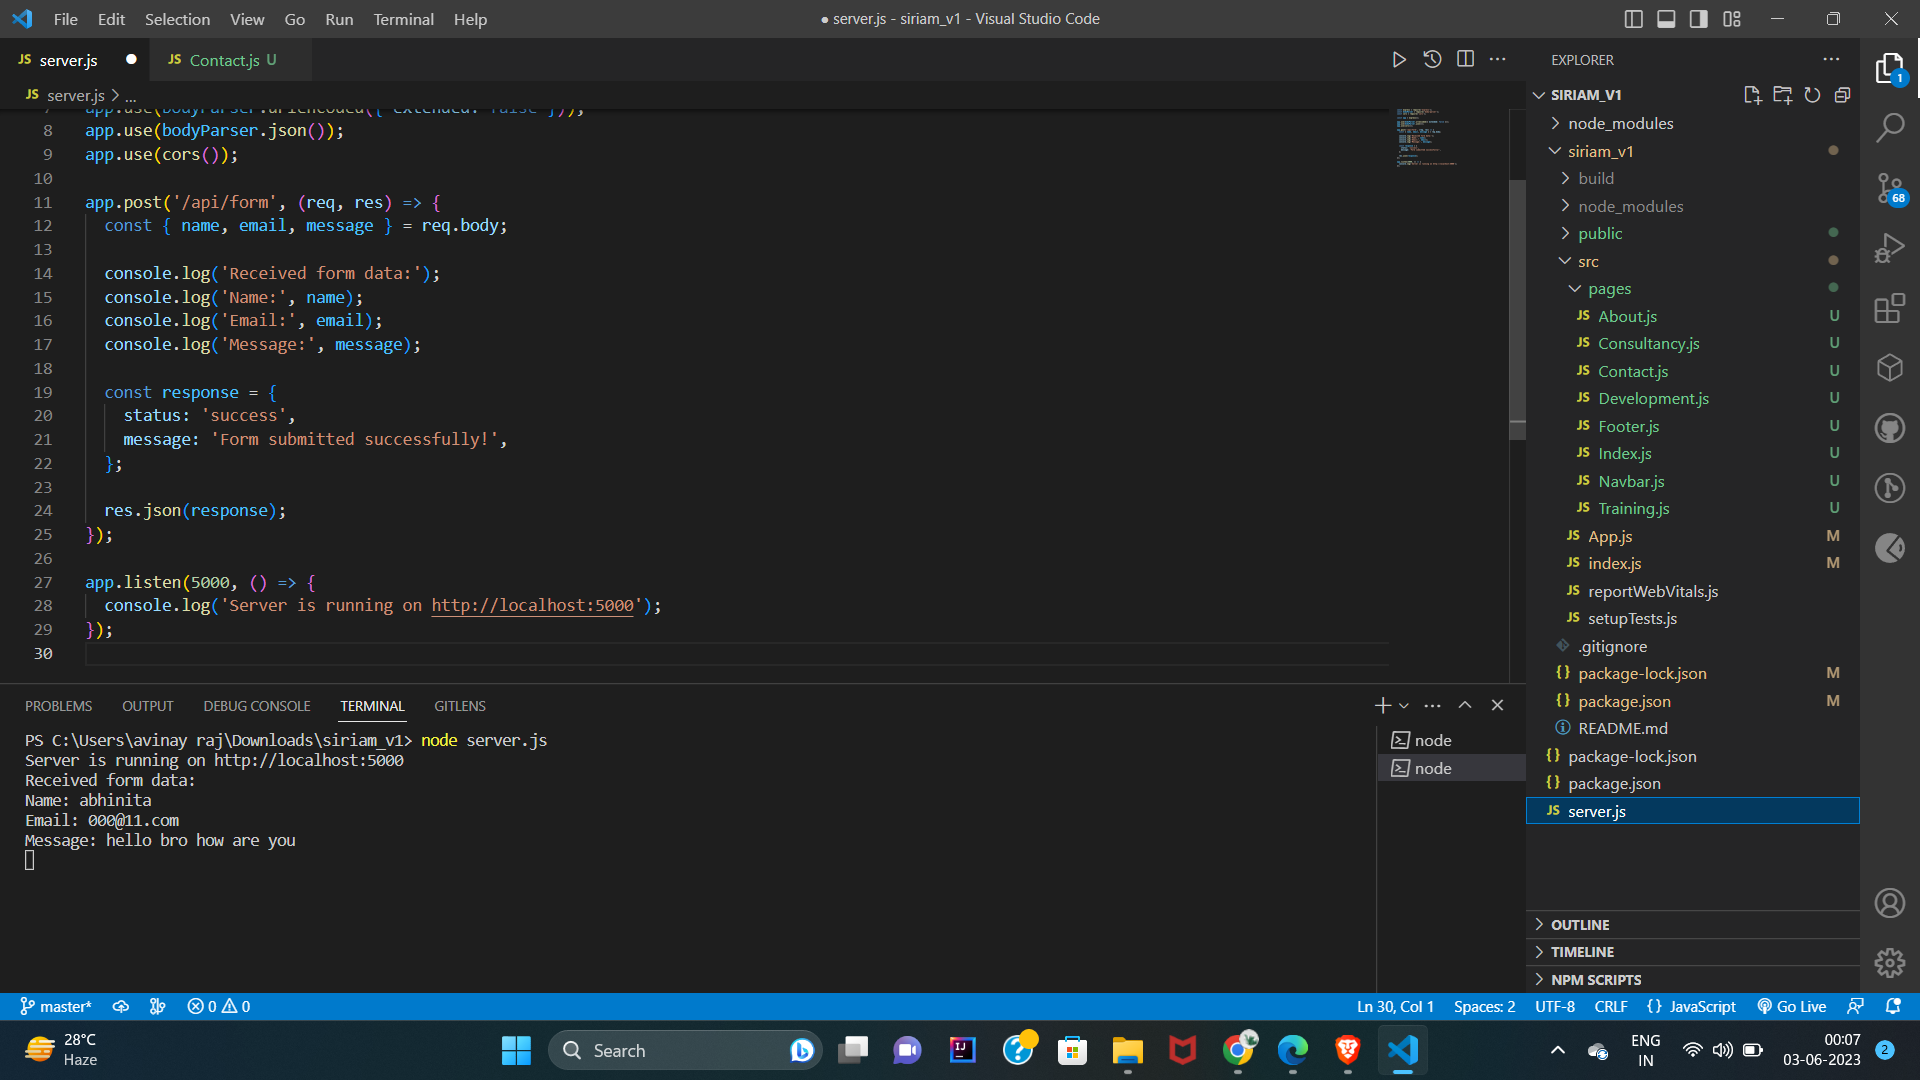 File Edit Selection View Go Run Terminal Help
● server.js - siriam_v1 - Visual Studio Code
JS server.js ●
JS Contact.js U
JS server.js > ...
EXPLORER
SIRIAM_V1
7 app.use(bodyParser.urlencoded({ extended: false }));
8 app.use(bodyParser.json());
9 app.use(cors());
10
11 app.post('/api/form', (req, res) => {
12 const { name, email, message } = req.body;
13
14 console.log('Received form data:');
15 console.log('Name:', name);
16 console.log('Email:', email);
17 console.log('Message:', message);
18
19 const response = {
20 status: 'success',
21 message: 'Form submitted successfully!',
22 };
23
24 res.json(response);
25 });
26
27 app.listen(5000, () => {
28 console.log('Server is running on http://localhost:5000');
29 });
30
PROBLEMS OUTPUT DEBUG CONSOLE TERMINAL GITLENS
PS C:\Users\avinay raj\Downloads\siriam_v1> node server.js
Server is running on http://localhost:5000
Received form data:
Name: abhinita
Email: 000@11.com
Message: hello bro how are you
node
node
node_modules
siriam_v1
build
node_modules
public
src
pages
JS About.js U
JS Consultancy.js U
JS Contact.js U
JS Development.js U
JS Footer.js U
JS Index.js U
JS Navbar.js U
JS Training.js U
JS App.js M
JS index.js M
JS reportWebVitals.js
JS setupTests.js
.gitignore
{} package-lock.json M
{} package.json M
README.md
{} package-lock.json
{} package.json
JS server.js
OUTLINE
TIMELINE
NPM SCRIPTS
1
68
master* 0 0
Ln 30, Col 1 Spaces: 2 UTF-8 CRLF {} JavaScript Go Live
28°C
Haze
Search
IJ
ENG
IN
00:07
03-06-2023
2